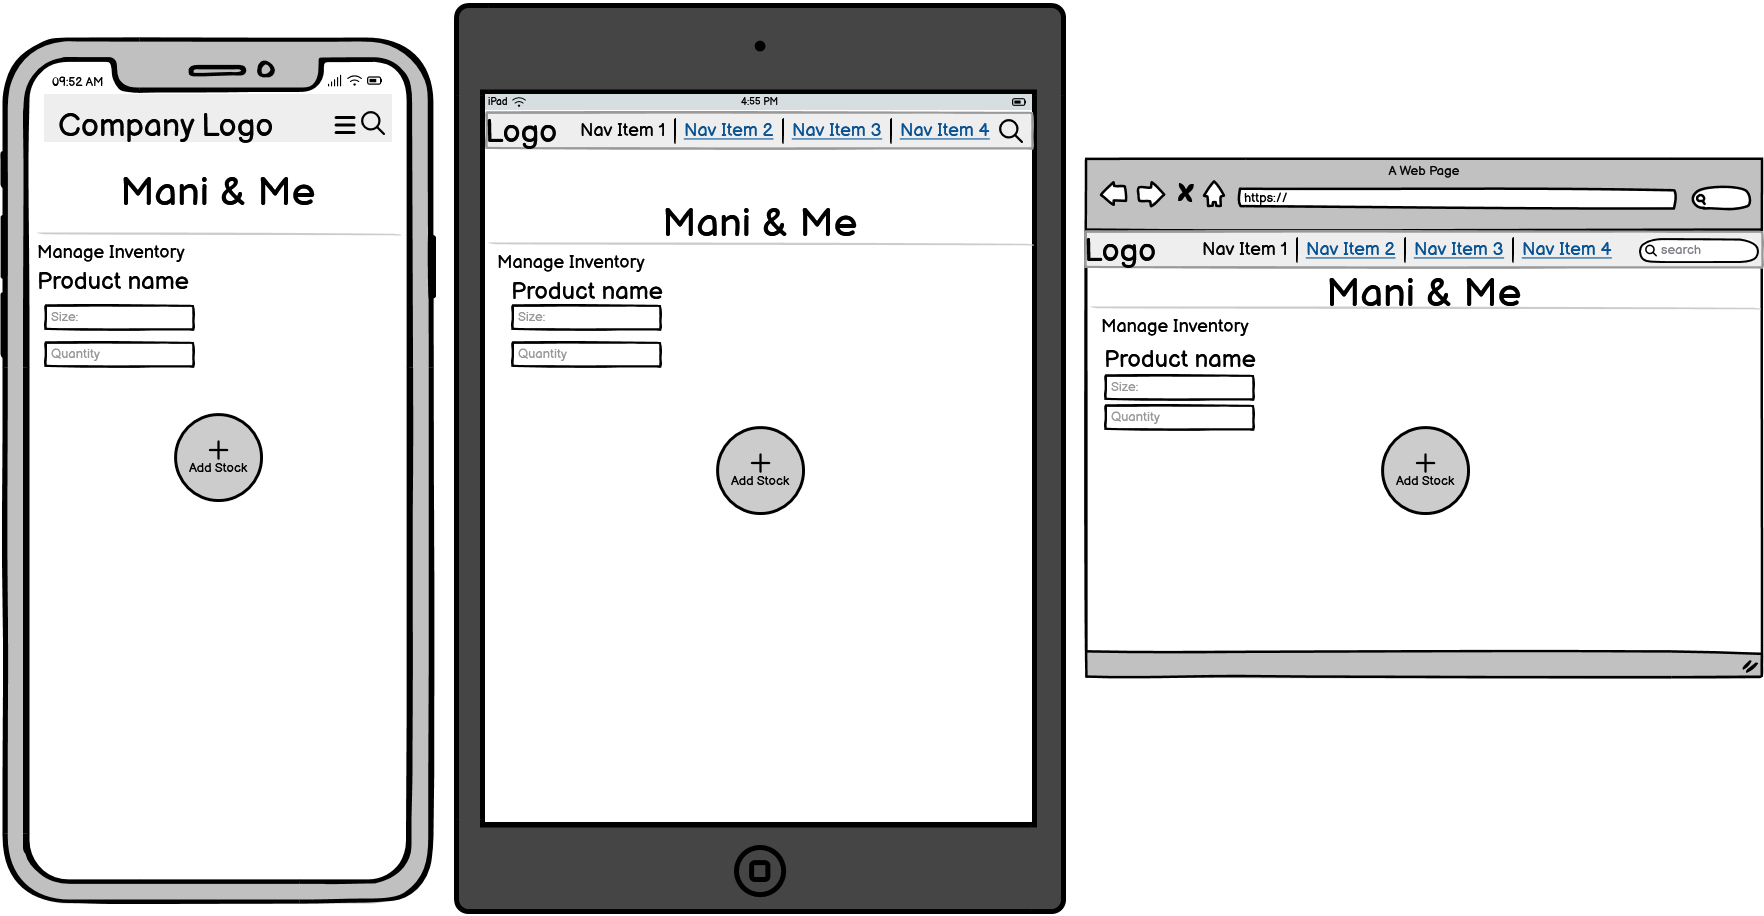 09:52 AM
Company Logo
Mani & Me
Manage Inventory
Product name
Size:
Quantity
Add Stock
iPad
4:55 PM
Logo Nav Item 1 Nav Item 2 Nav Item 3 Nav Item 4
Mani & Me
Manage Inventory
Product name
Size:
Quantity
Add Stock
A Web Page
https://
Logo Nav Item 1 Nav Item 2 Nav Item 3 Nav Item 4 search
Mani & Me
Manage Inventory
Product name
Size:
Quantity
Add Stock